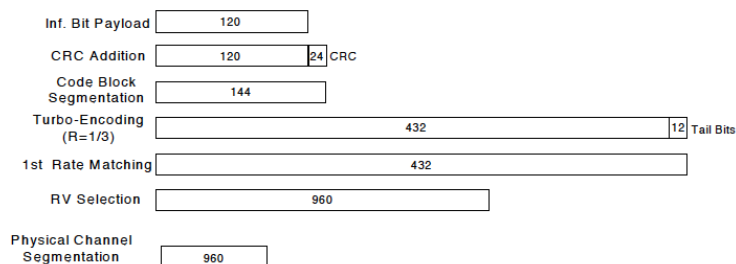 Inf. Bit Payload 120
CRC Addition 120 24 CRC
Code Block
Segmentation 144
Turbo-Encoding
(R=1/3) 432 12 Tail Bits
1st Rate Matching 432
RV Selection 960
Physical Channel
Segmentation 960